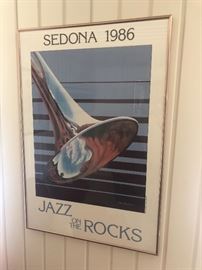 SEDONA 1986
JAZZ
ON
THE ROCKS